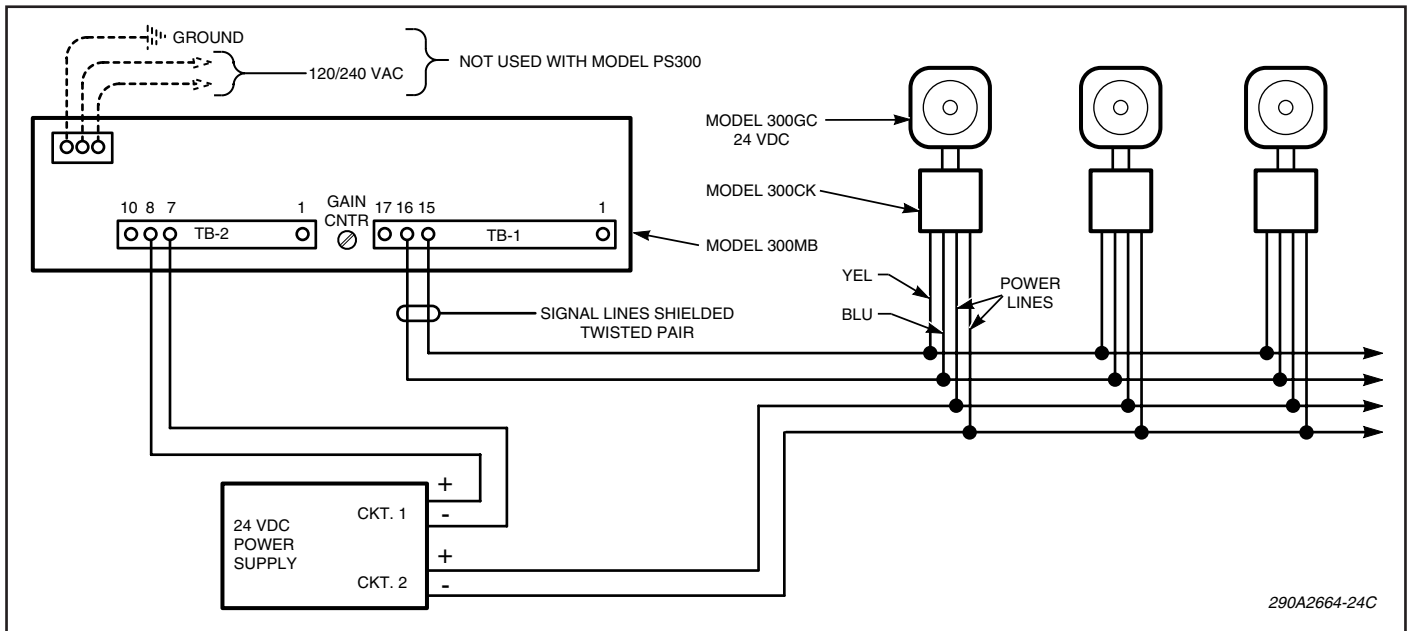 GROUND
120/240 VAC
NOT USED WITH MODEL PS300
MODEL 300GC
24 VDC
MODEL 300CK
MODEL 300MB
10 8 7 1
TB-2
GAIN
CNTR
17 16 15 1
TB-1
YEL
BLU
POWER
LINES
SIGNAL LINES SHIELDED
TWISTED PAIR
24 VDC
POWER
SUPPLY
CKT. 1
+
-
CKT. 2
+
-
290A2664-24C